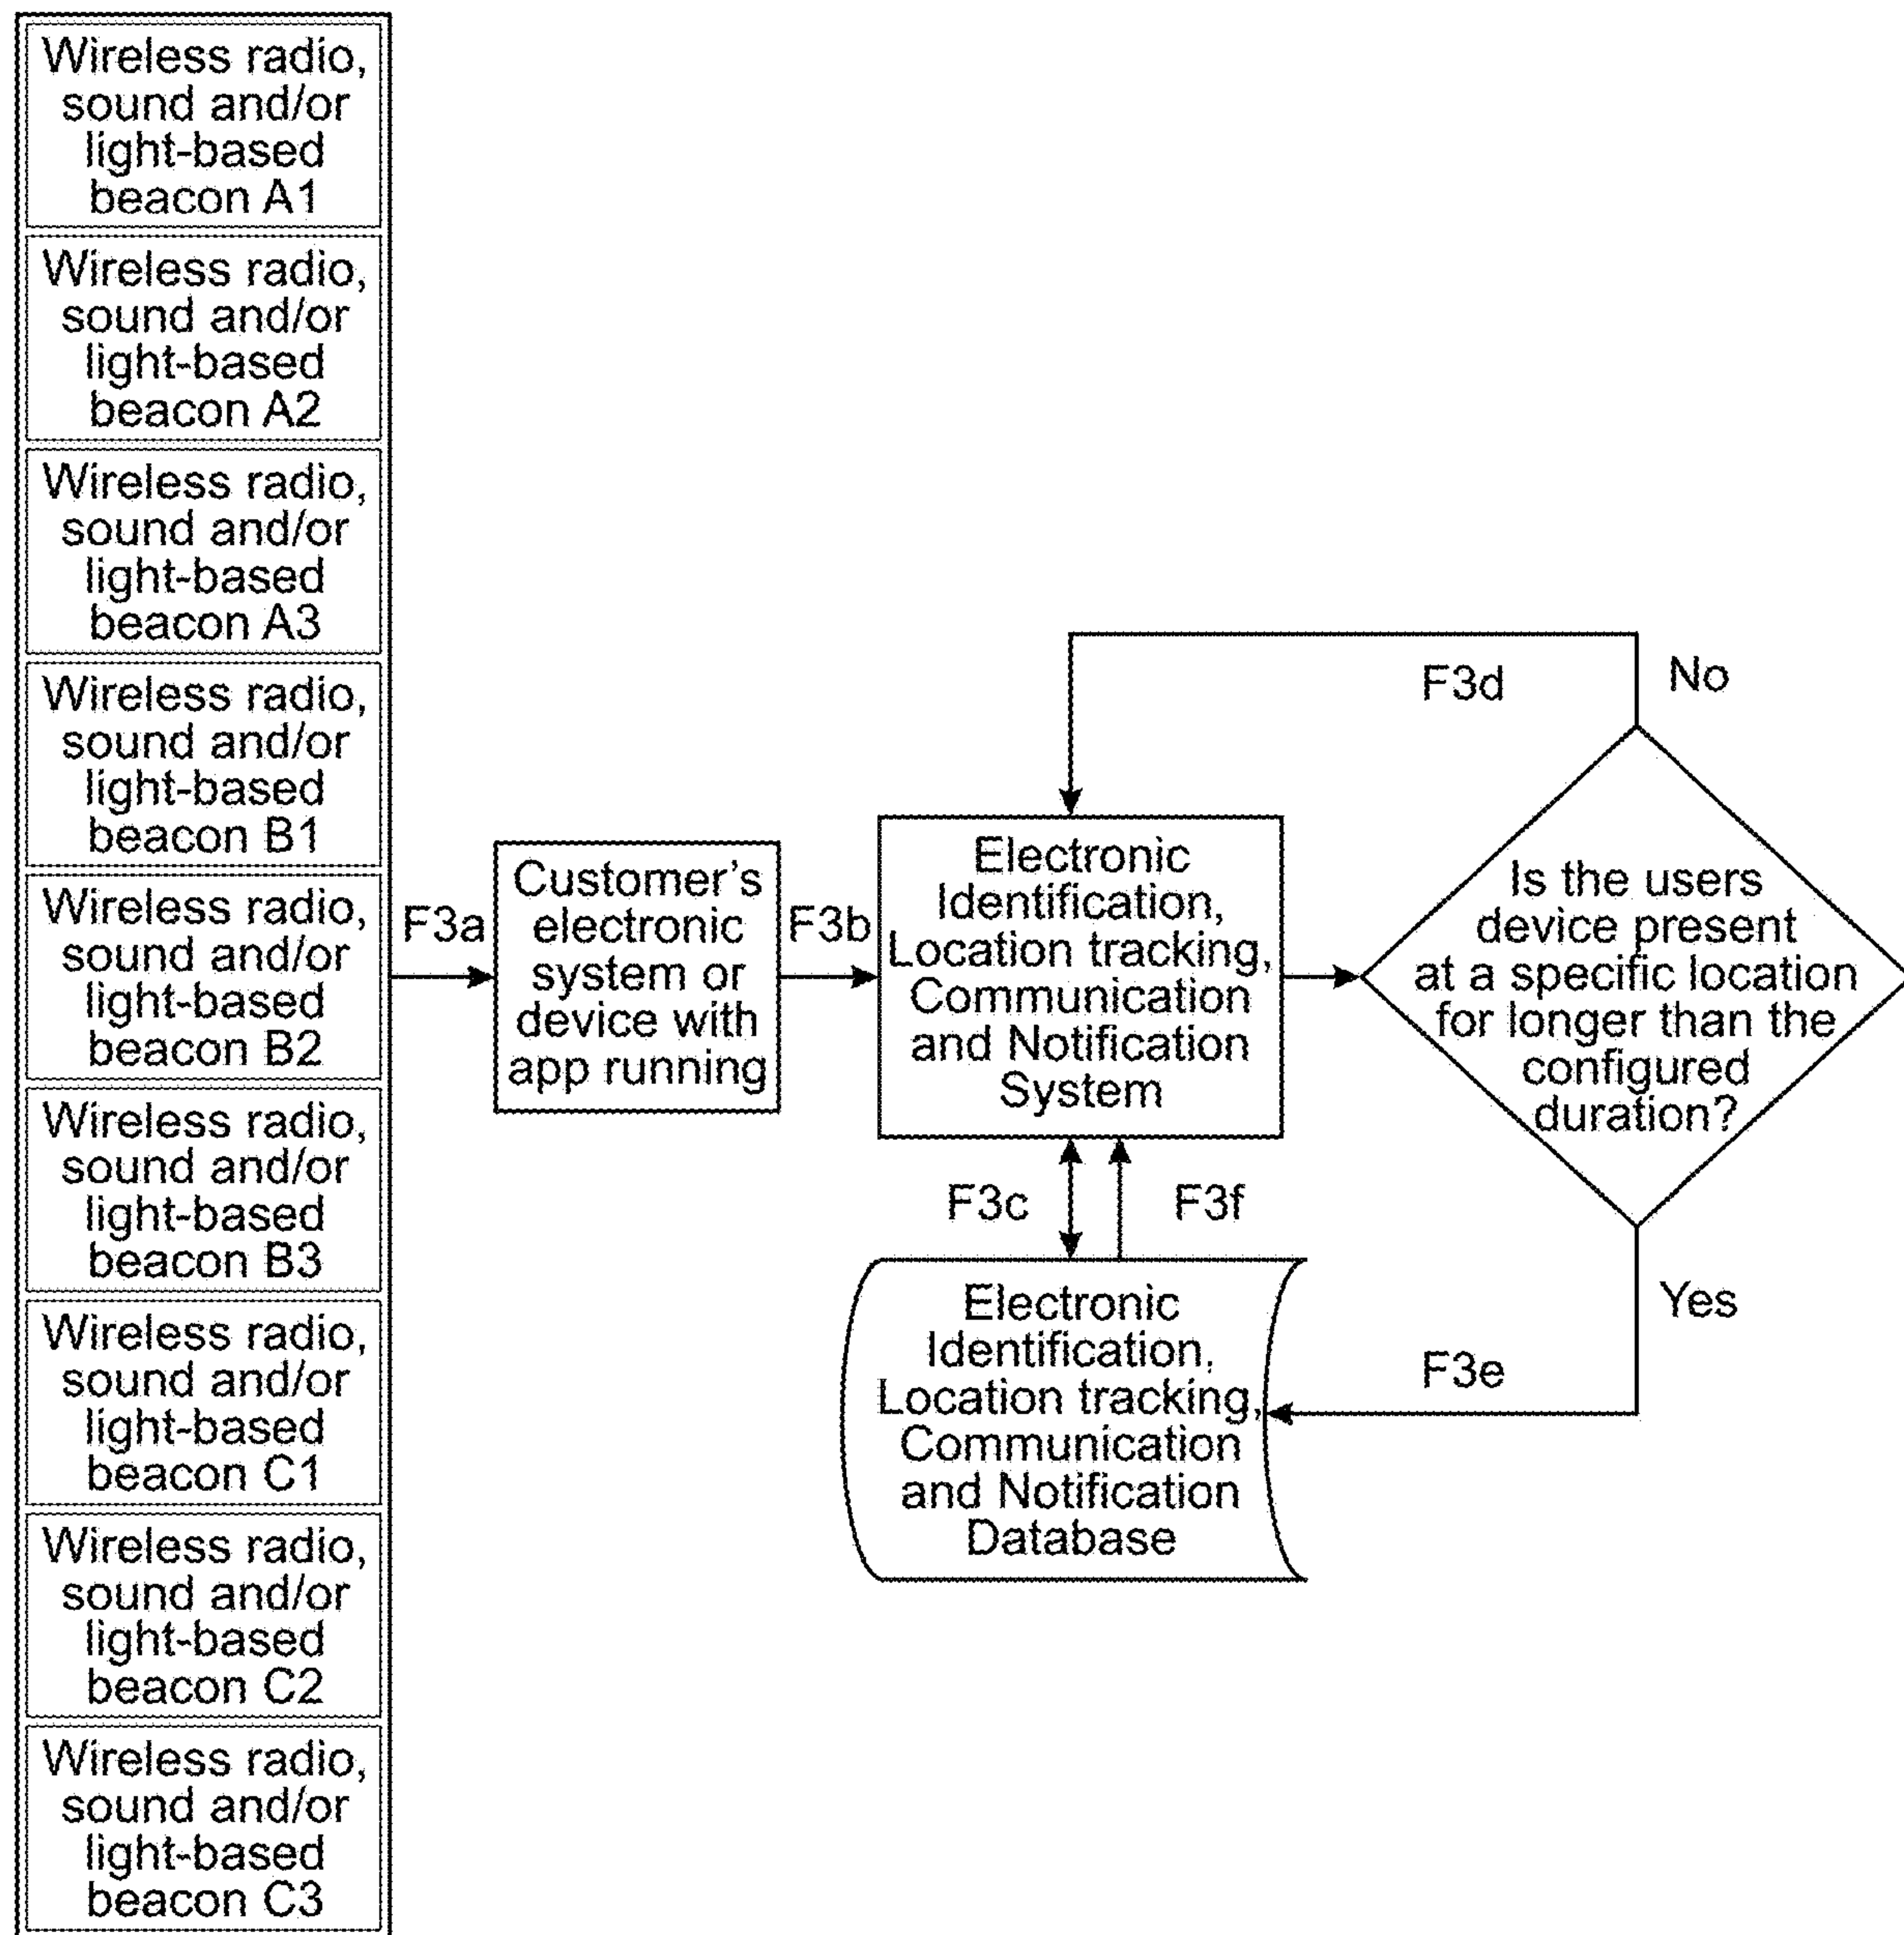 Wireless radio,
sound and/or
light-based
beacon A1
Wireless radio,
sound and/or
light-based
beacon A2
Wireless radio,
sound and/or
light-based
beacon A3
Wireless radio,
sound and/or
light-based
beacon B1
Wireless radio,
sound and/or
light-based
beacon B2
Wireless radio,
sound and/or
light-based
beacon B3
Wireless radio,
sound and/or
light-based
beacon C1
Wireless radio,
sound and/or
light-based
beacon C2
Wireless radio,
sound and/or
light-based
beacon C3
F3a
Customer's
electronic
system or
device with
app running
F3b
Electronic
Identification,
Location tracking,
Communication
and Notification
System
F3d
No
Is the users
device present
at a specific location
for longer than the
configured
duration?
F3c
F3f
Yes
F3e
Electronic
Identification,
Location tracking,
Communication
and Notification
Database